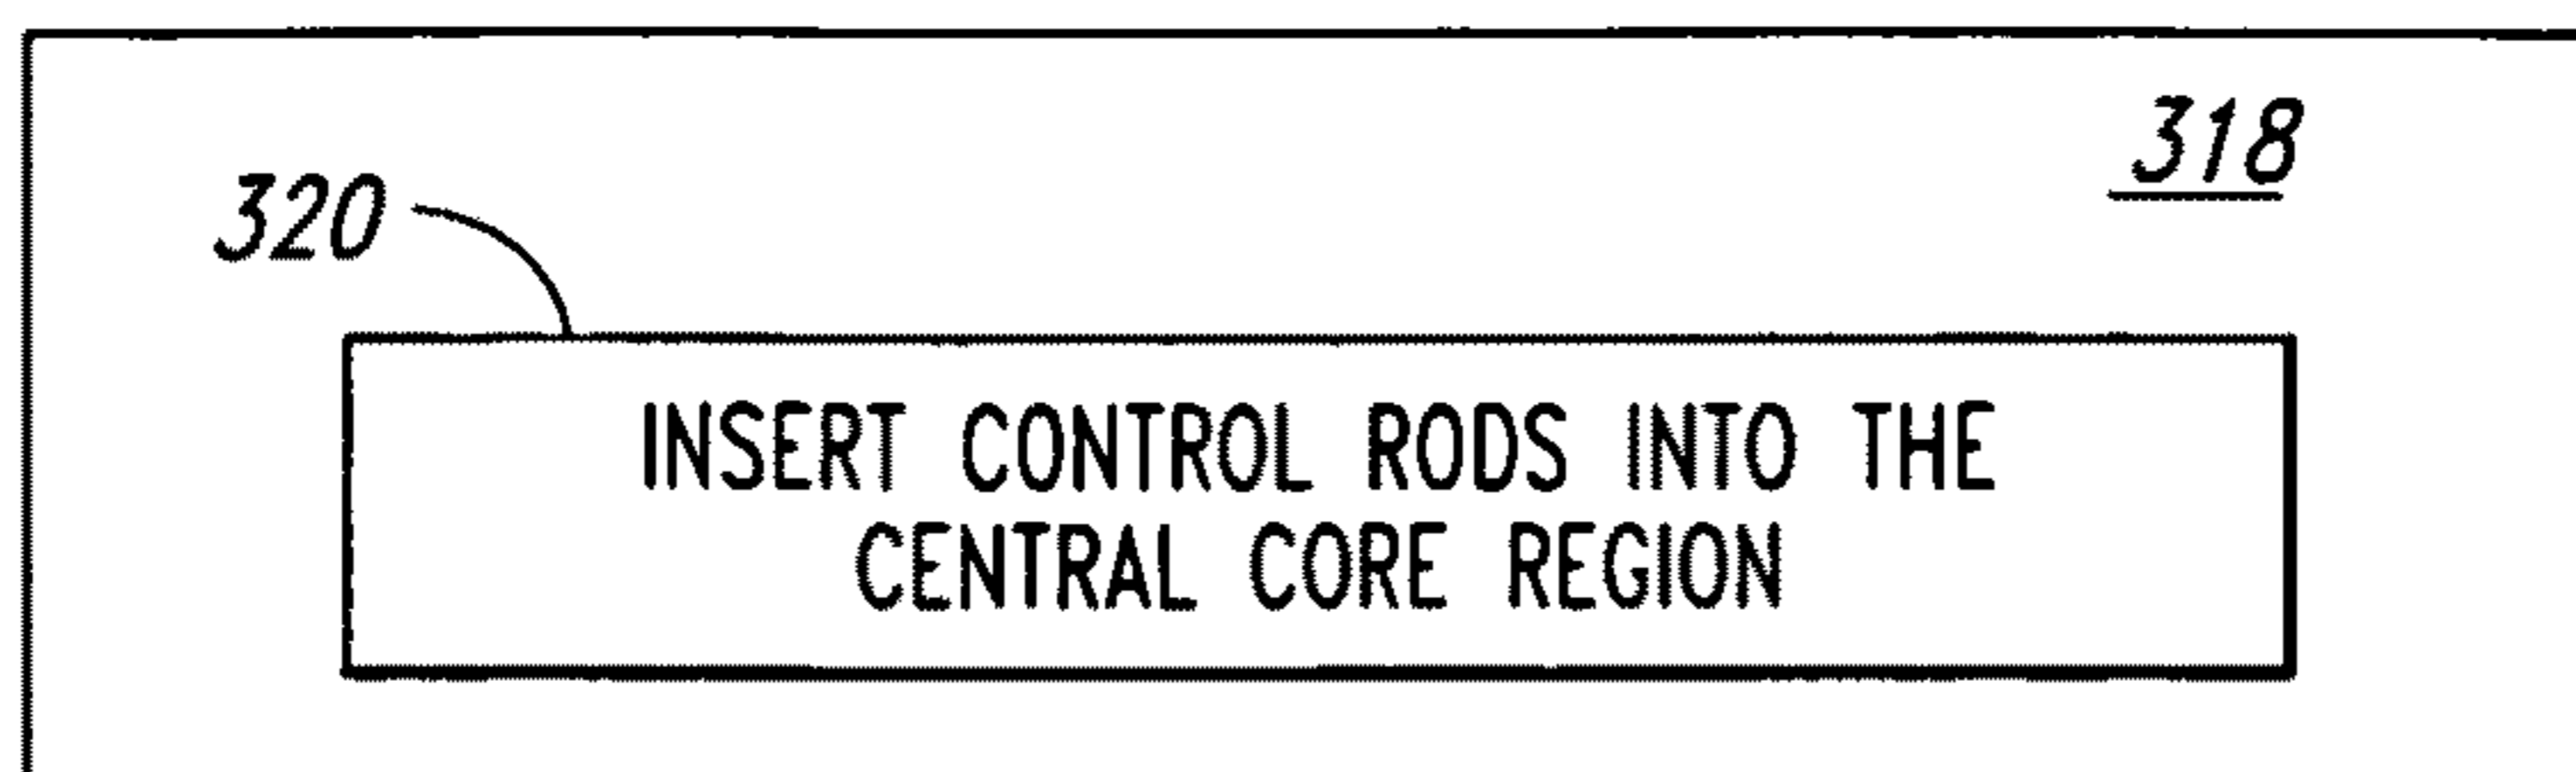 318
320
INSERT CONTROL RODS INTO THE
CENTRAL CORE REGION